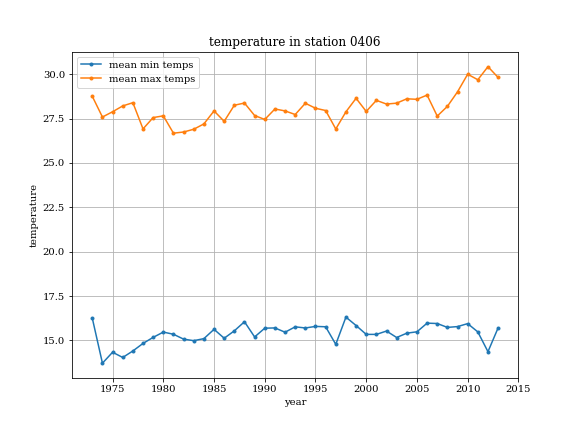 temperature in station 0406
mean min temps
mean max temps
30.0
27.5
25.0
22.5
20.0
17.5
15.0
temperature
1975 1980 1985 1990 1995 2000 2005 2010 2015
year